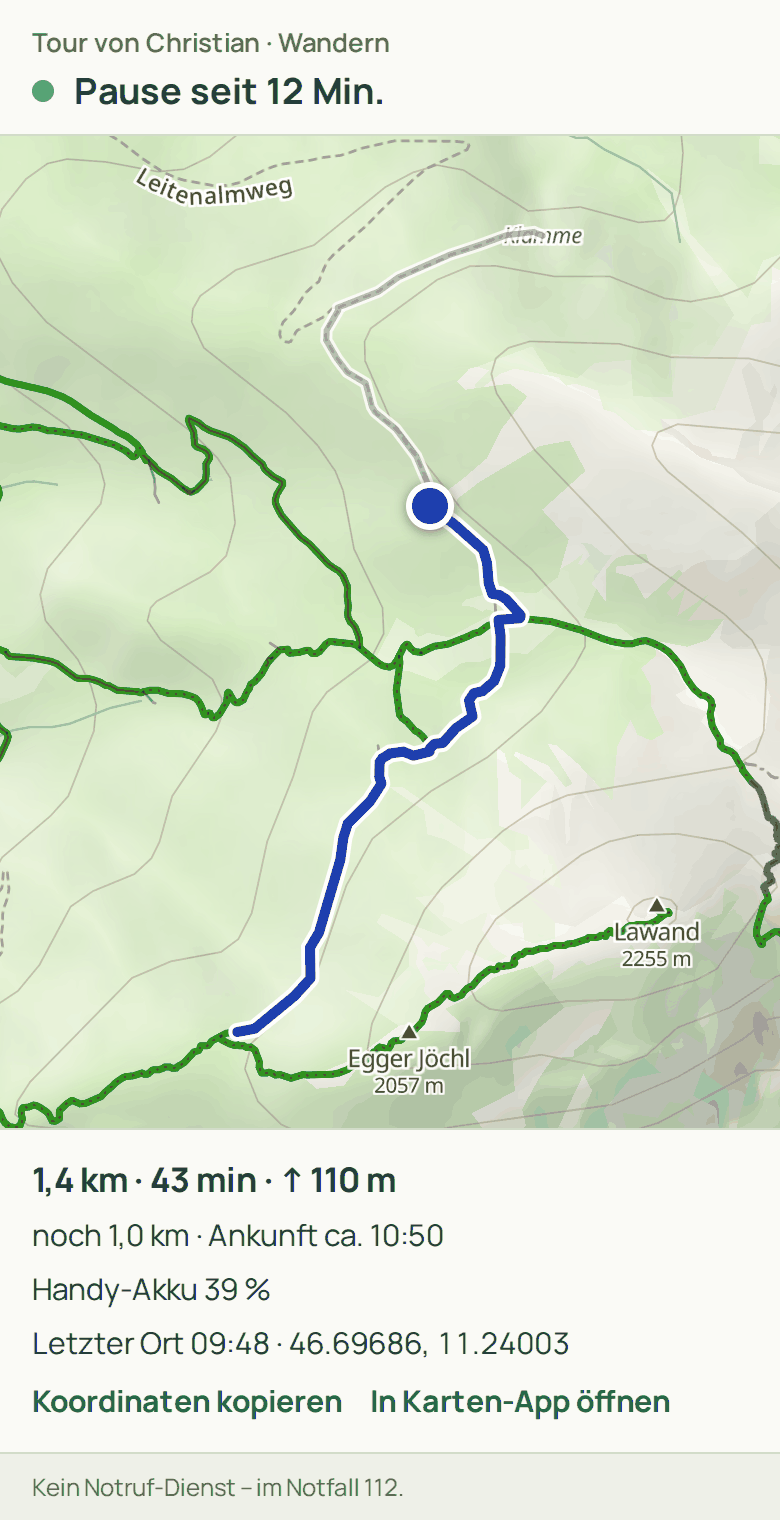 Tour von Christian · Wandern
Pause seit 12 Min.
Leitenalmweg
Klamme
Lawand
2255 m
Egger Jöchl
2057 m
1,4 km · 43 min · ↑ 110 m
noch 1,0 km · Ankunft ca. 10:50
Handy-Akku 39 %
Letzter Ort 09:48 · 46.69686, 11.24003
Koordinaten kopieren In Karten-App öffnen
Kein Notruf-Dienst – im Notfall 112.